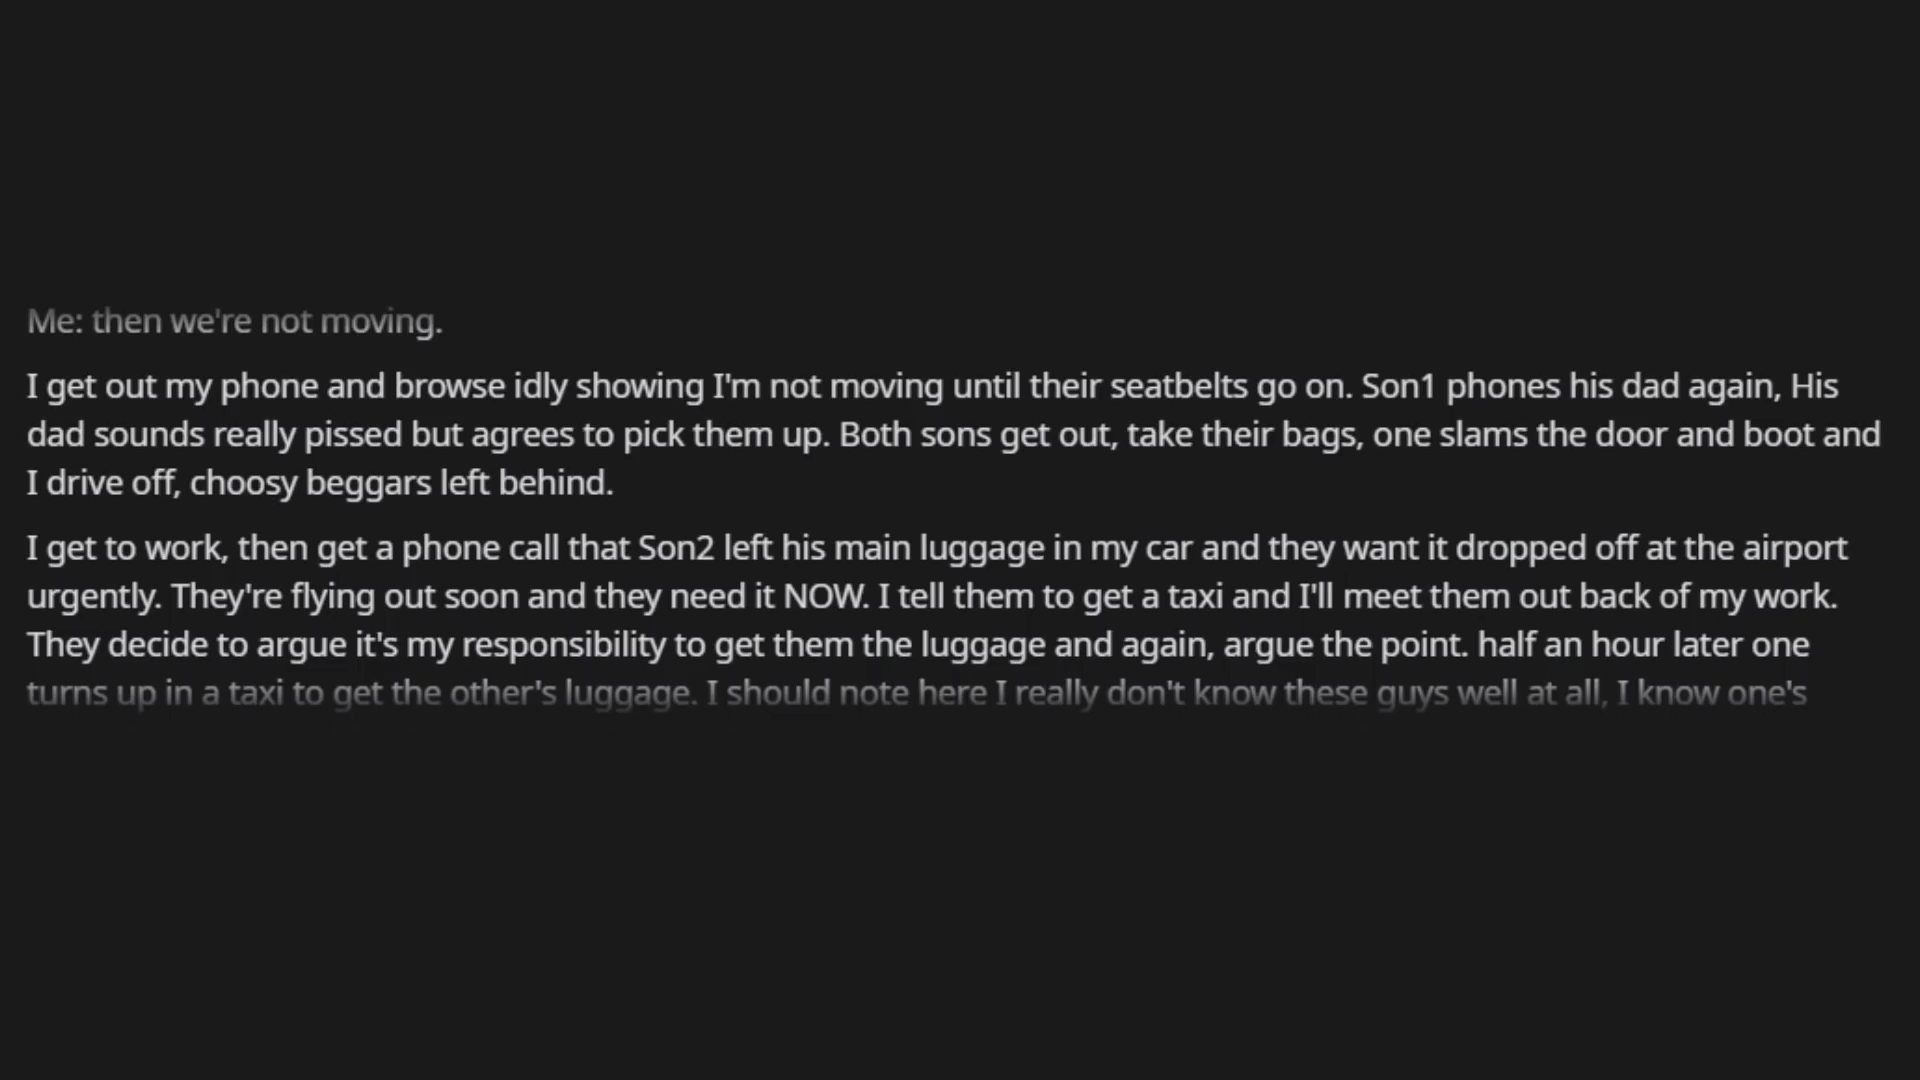 Me: then we're not moving.
I get out my phone and browse idly showing I'm not moving until their seatbelts go on. Son1 phones his dad again, His
dad sounds really pissed but agrees to pick them up. Both sons get out, take their bags, one slams the door and boot and
I drive off, choosy beggars left behind.
I get to work, then get a phone call that Son2 left his main luggage in my car and they want it dropped off at the airport
urgently. They're flying out soon and they need it NOW. I tell them to get a taxi and I'll meet them out back of my work.
They decide to argue it's my responsibility to get them the luggage and again, argue the point. half an hour later one
turns up in a taxi to get the other's luggage. I should note here I really don't know these guys well at all, I know one's